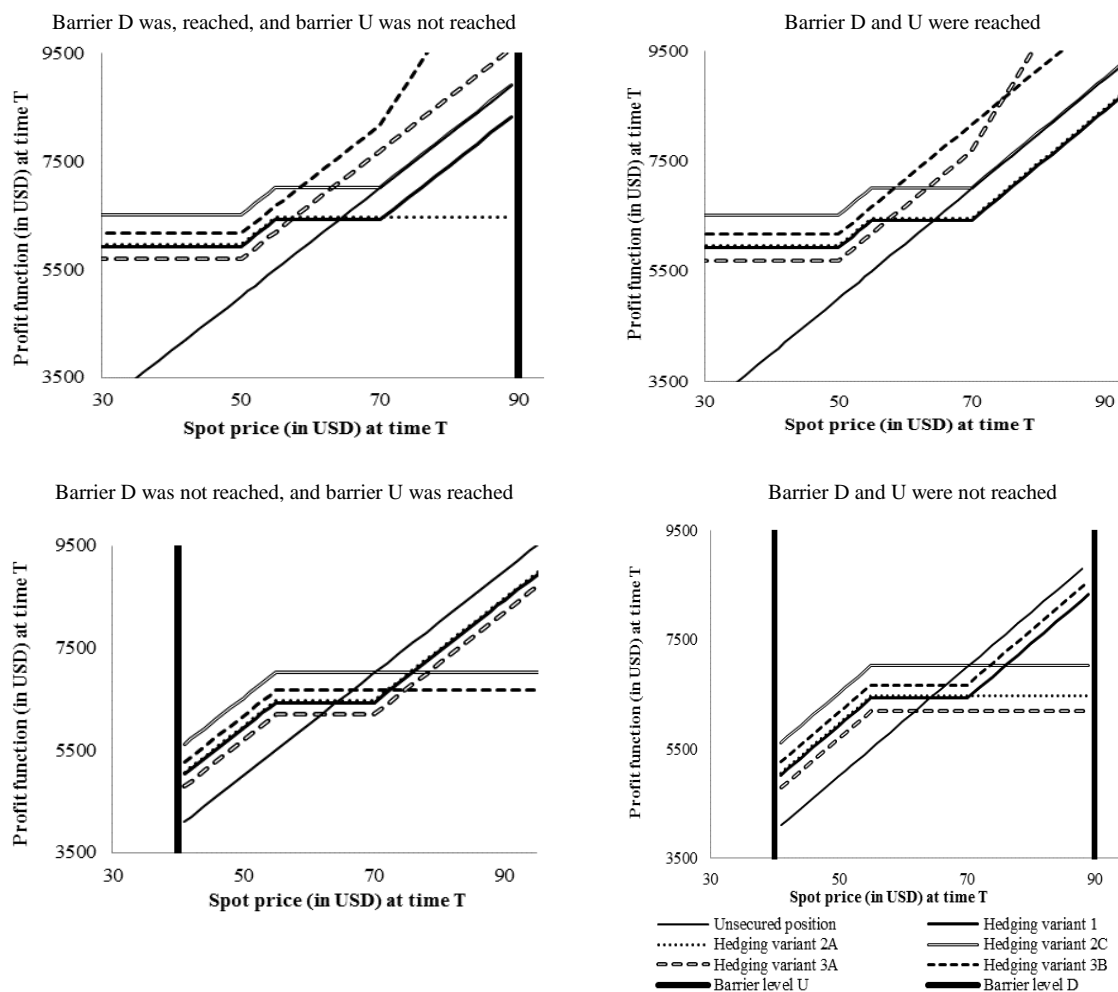 Barrier D was, reached, and barrier U was not reached
9500
7500
5500
3500
Profit function (in USD) at time T
30 50 70 90
Spot price (in USD) at time T
Barrier D and U were reached
9500
7500
5500
3500
Profit function (in USD) at time T
30 50 70 90
Spot price (in USD) at time T
Barrier D was not reached, and barrier U was reached
9500
7500
5500
3500
Profit function (in USD) at time T
30 50 70 90
Spot price (in USD) at time T
Barrier D and U were not reached
9500
7500
5500
3500
Profit function (in USD) at time T
30 50 70 90
Spot price (in USD) at time T
Unsecured position Hedging variant 1
Hedging variant 2A Hedging variant 2C
Hedging variant 3A Hedging variant 3B
Barrier level U Barrier level D